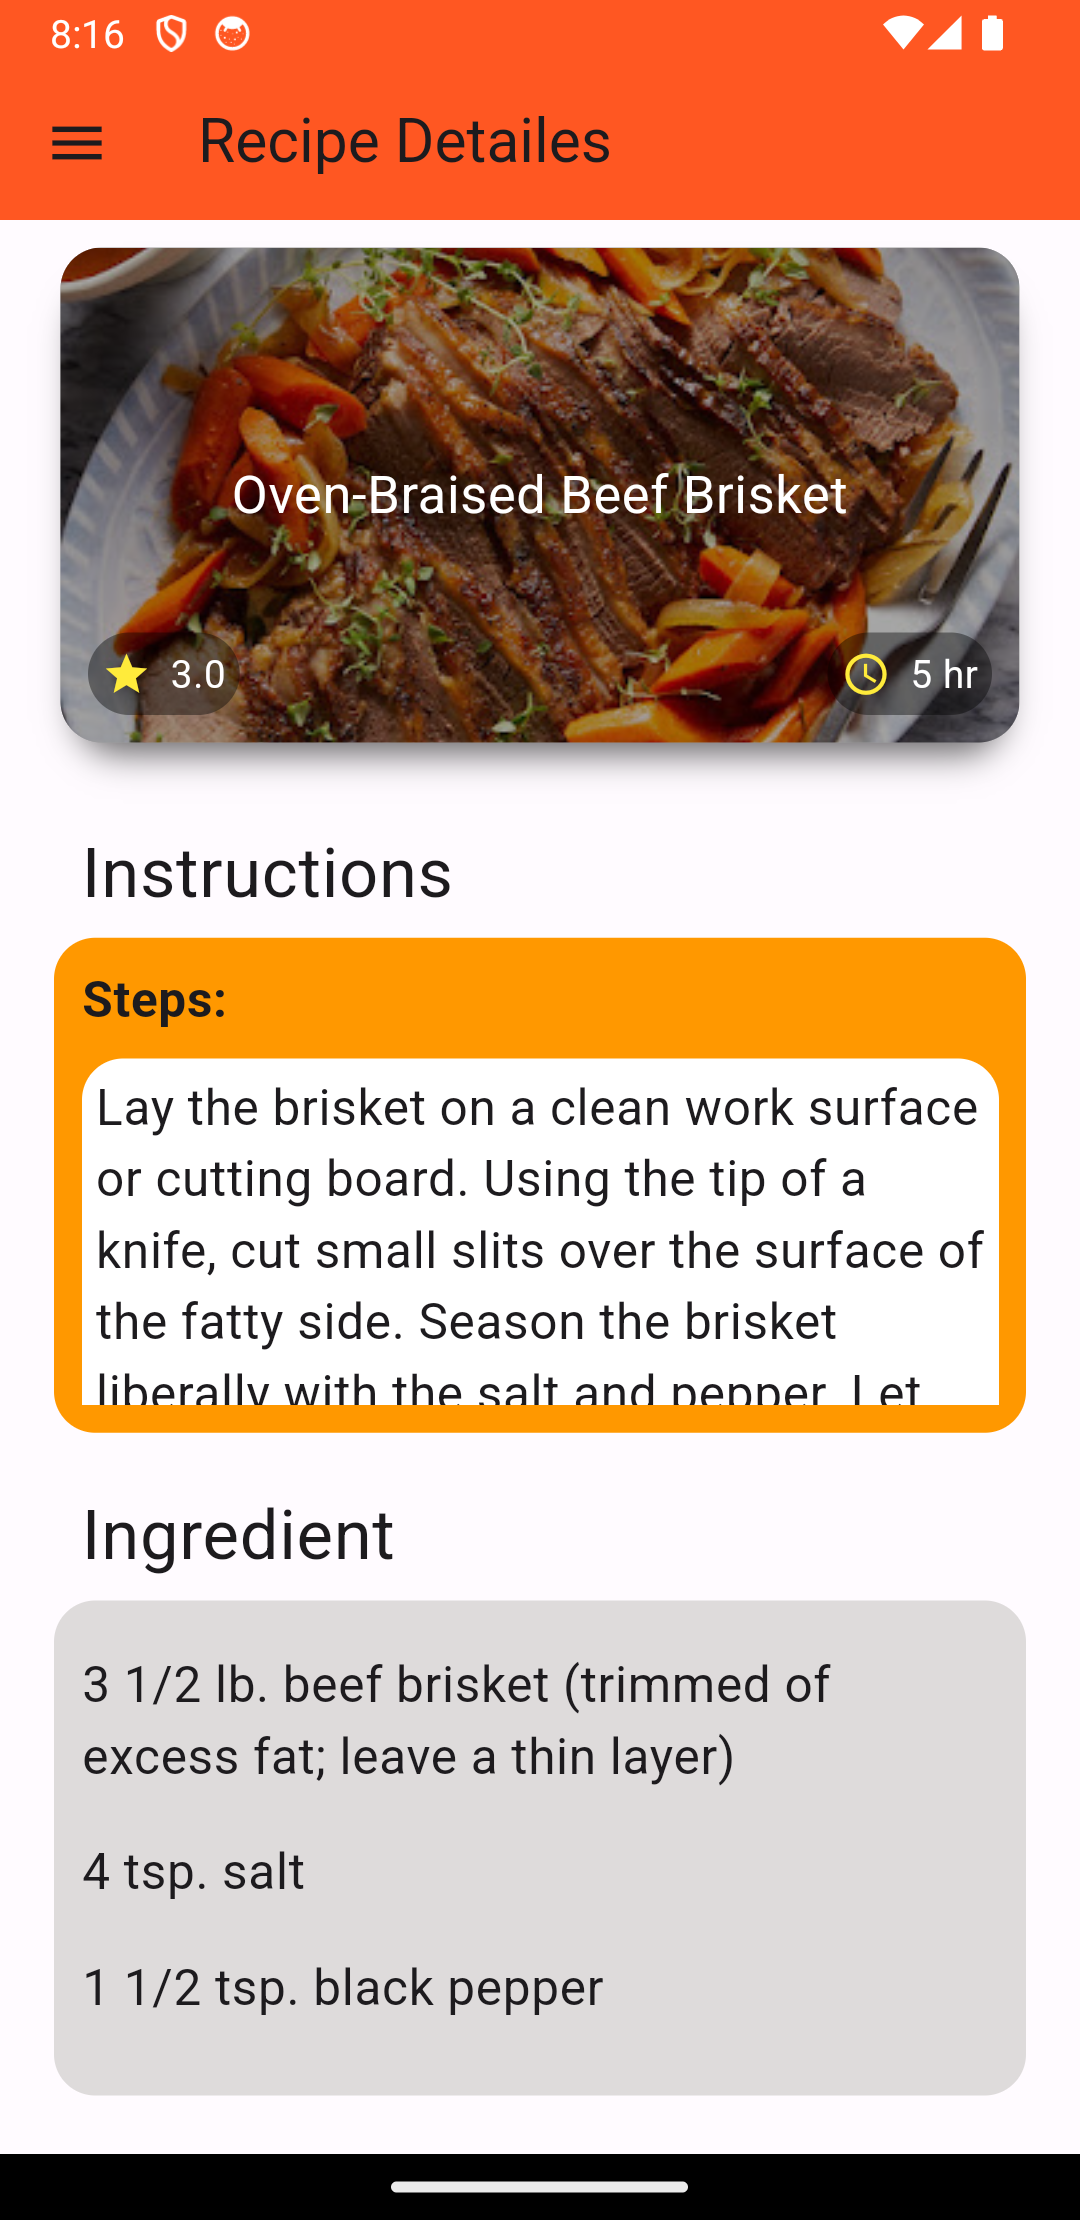 8:16
Recipe Detailes
Oven-Braised Beef Brisket
3.0
5 hr
Instructions
Steps:
Lay the brisket on a clean work surface
or cutting board. Using the tip of a
knife, cut small slits over the surface of
the fatty side. Season the brisket
liberally with the salt and pepper. Let
Ingredient
3 1/2 lb. beef brisket (trimmed of
excess fat; leave a thin layer)
4 tsp. salt
1 1/2 tsp. black pepper